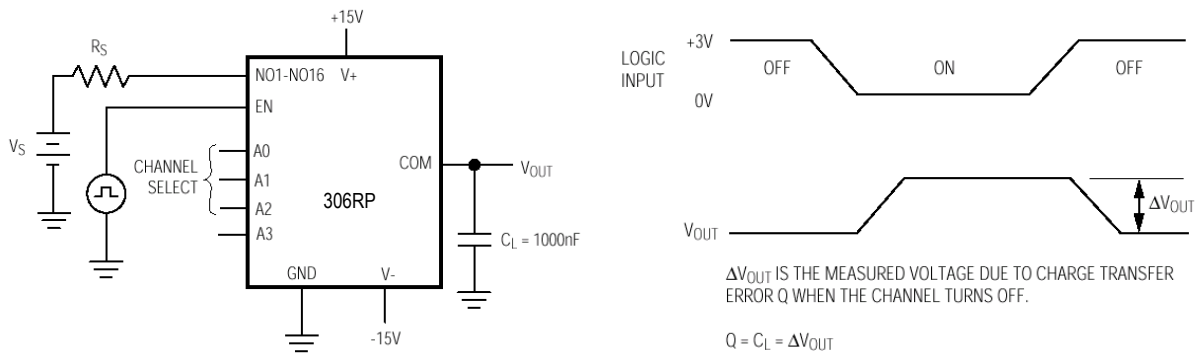 +15V
RS
NO1-NO16
V+
EN
VS
A0
CHANNEL
SELECT
A1
A2
A3
306RP
COM
VOUT
CL = 1000nF
GND
V-
-15V
LOGIC
INPUT
+3V
0V
OFF
ON
OFF
VOUT
ΔVOUT
ΔVOUT IS THE MEASURED VOLTAGE DUE TO CHARGE TRANSFER
ERROR Q WHEN THE CHANNEL TURNS OFF.
Q = CL = ΔVOUT